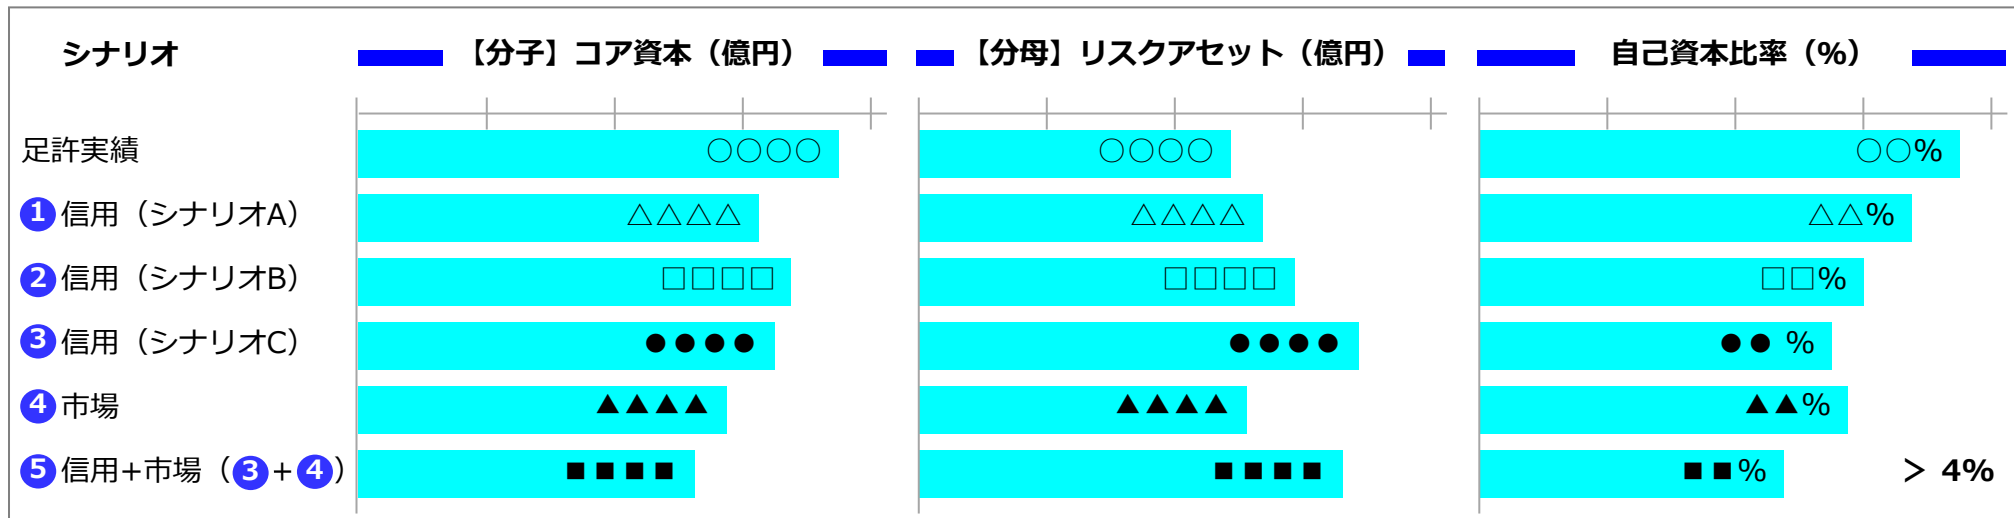 シナリオ 【分子】コア資本（億円） 【分母】リスクアセット（億円） 自己資本比率（%）
足許実績 ○○○○ ○○○○ ○○%
1 信用（シナリオA） △△△△ △△△△ △△%
2 信用（シナリオB） □□□□ □□□□ □□%
3 信用（シナリオC） ●●●● ●●●● ●● %
4 市場 ▲▲▲▲ ▲▲▲▲ ▲▲%
5 信用+市場（3+4） ■■■■ ■■■■ ■■% ＞ 4%